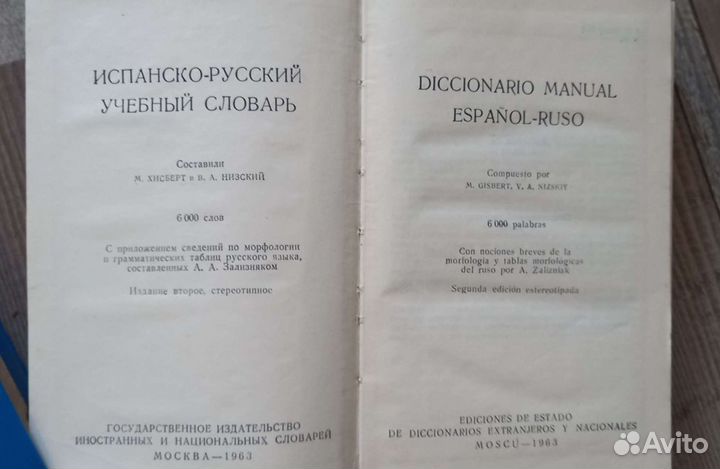 ИСПАНСКО-РУССКИЙ
УЧЕБНЫЙ СЛОВАРЬ
Составили
М. ХИСБЕРТ и В. А. НИЗСКИЙ
6 000 слов
С приложением сведений по морфологии
и грамматических таблиц русского языка,
составленных А. А. Зализняком
Издание второе, стереотипное
ГОСУДАРСТВЕННОЕ ИЗДАТЕЛЬСТВО
ИНОСТРАННЫХ И НАЦИОНАЛЬНЫХ СЛОВАРЕЙ
МОСКВА—1963
DICCIONARIO MANUAL
ESPAÑOL-RUSO
Compuesto por
M. GISBERT, V. A. NIZSKIY
6 000 palabras
Con nociones breves de la
morfología y tablas morfológicas
del ruso por A. Zalizniak
Segunda edición estereotipada
EDICIONES DE ESTADO
DE DICCIONARIOS EXTRANJEROS Y NACIONALES
MOSCÚ—1963
Avito